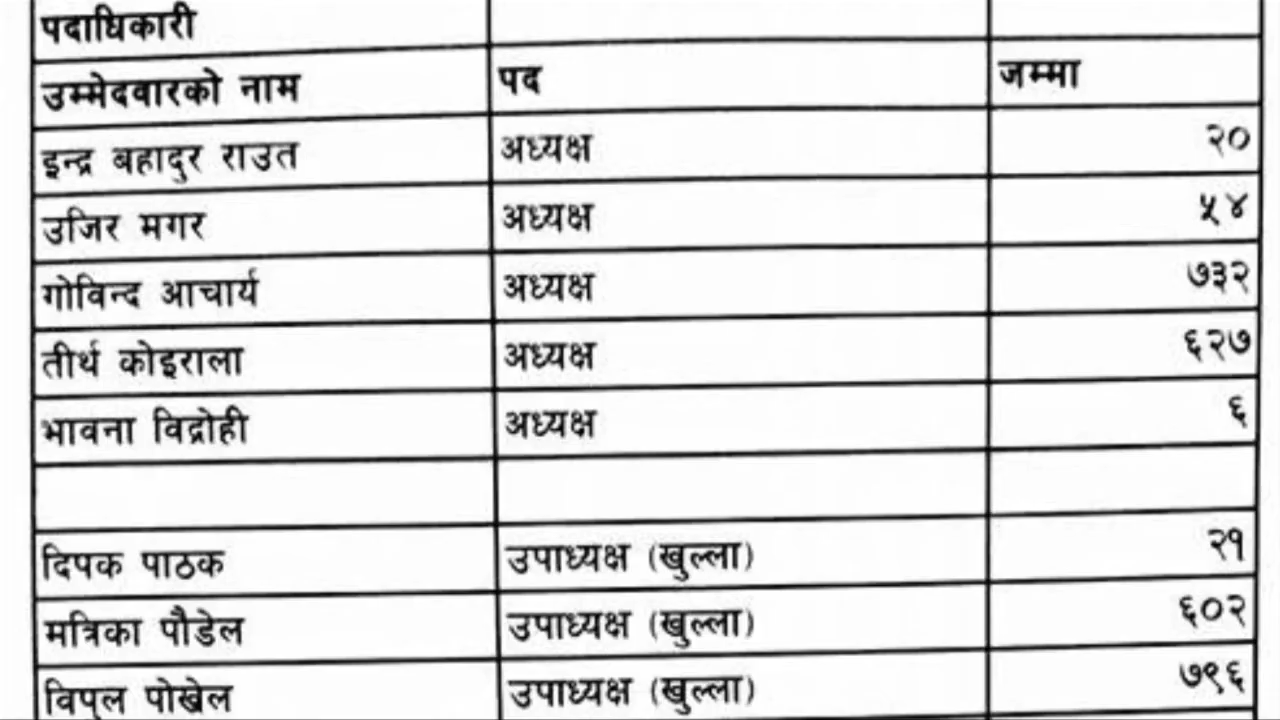 पदाधिकारी
उम्मेदवारको नाम पद जम्मा
इन्द्र बहादुर राउत अध्यक्ष २०
उजिर मगर अध्यक्ष ५४
गोविन्द आचार्य अध्यक्ष ७३२
तीर्थ कोइराला अध्यक्ष ६२७
भावना विद्रोही अध्यक्ष ६
दिपक पाठक उपाध्यक्ष (खुल्ला) २१
मत्रिका पौडेल उपाध्यक्ष (खुल्ला) ६०२
विपुल पोखेल उपाध्यक्ष (खुल्ला) ७९६